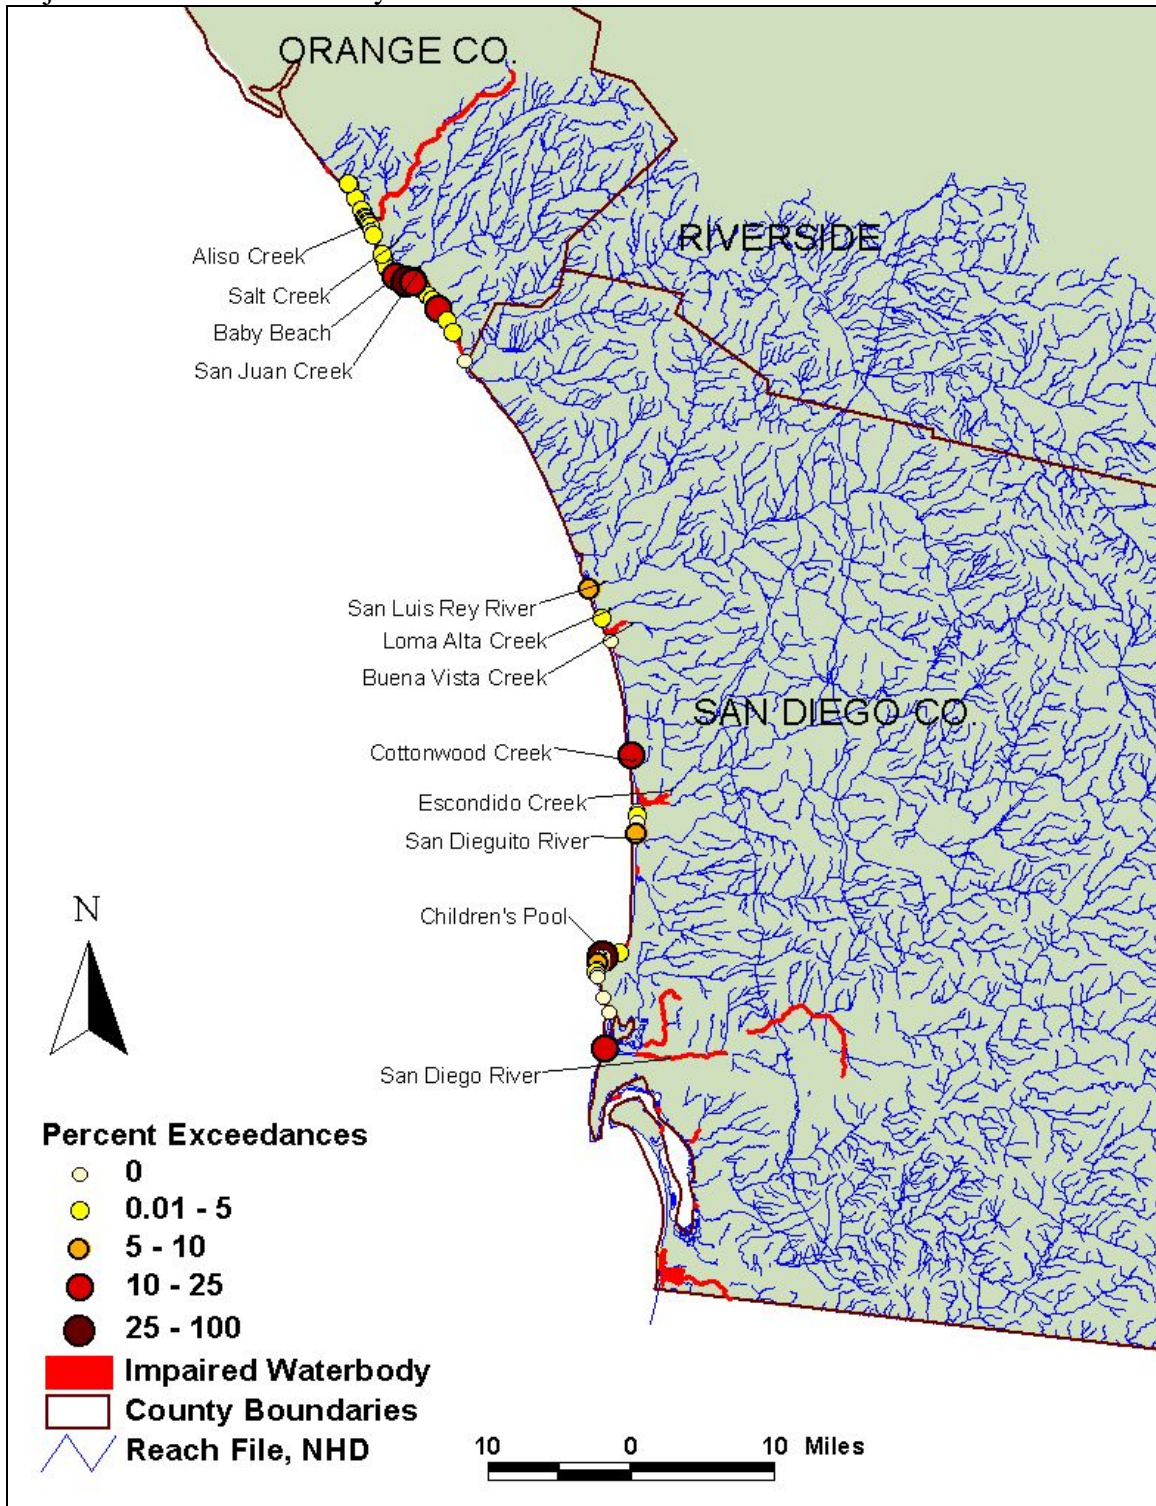 ORANGE CO.
RIVERSIDE
Aliso Creek
Salt Creek
Baby Beach
San Juan Creek
San Luis Rey River
Loma Alta Creek
Buena Vista Creek
SAN DIEGO CO.
Cottonwood Creek
Escondido Creek
San Dieguito River
Children's Pool
N
San Diego River
Percent Exceedances
0
0.01 - 5
5 - 10
10 - 25
25 - 100
Impaired Waterbody
County Boundaries
Reach File, NHD
10 0 10 Miles